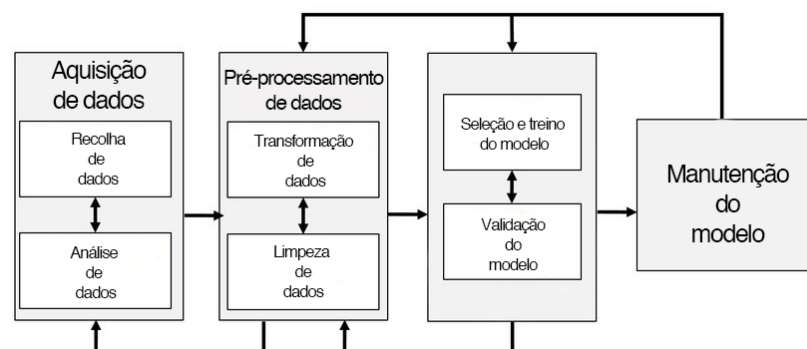 Aquisição
de dados
Recolha
de
dados
Análise
de
dados
Pré-processamento
de dados
Transformação
de
dados
Limpeza
de
dados
Seleção e treino
do modelo
Validação
do
modelo
Manutenção
do
modelo